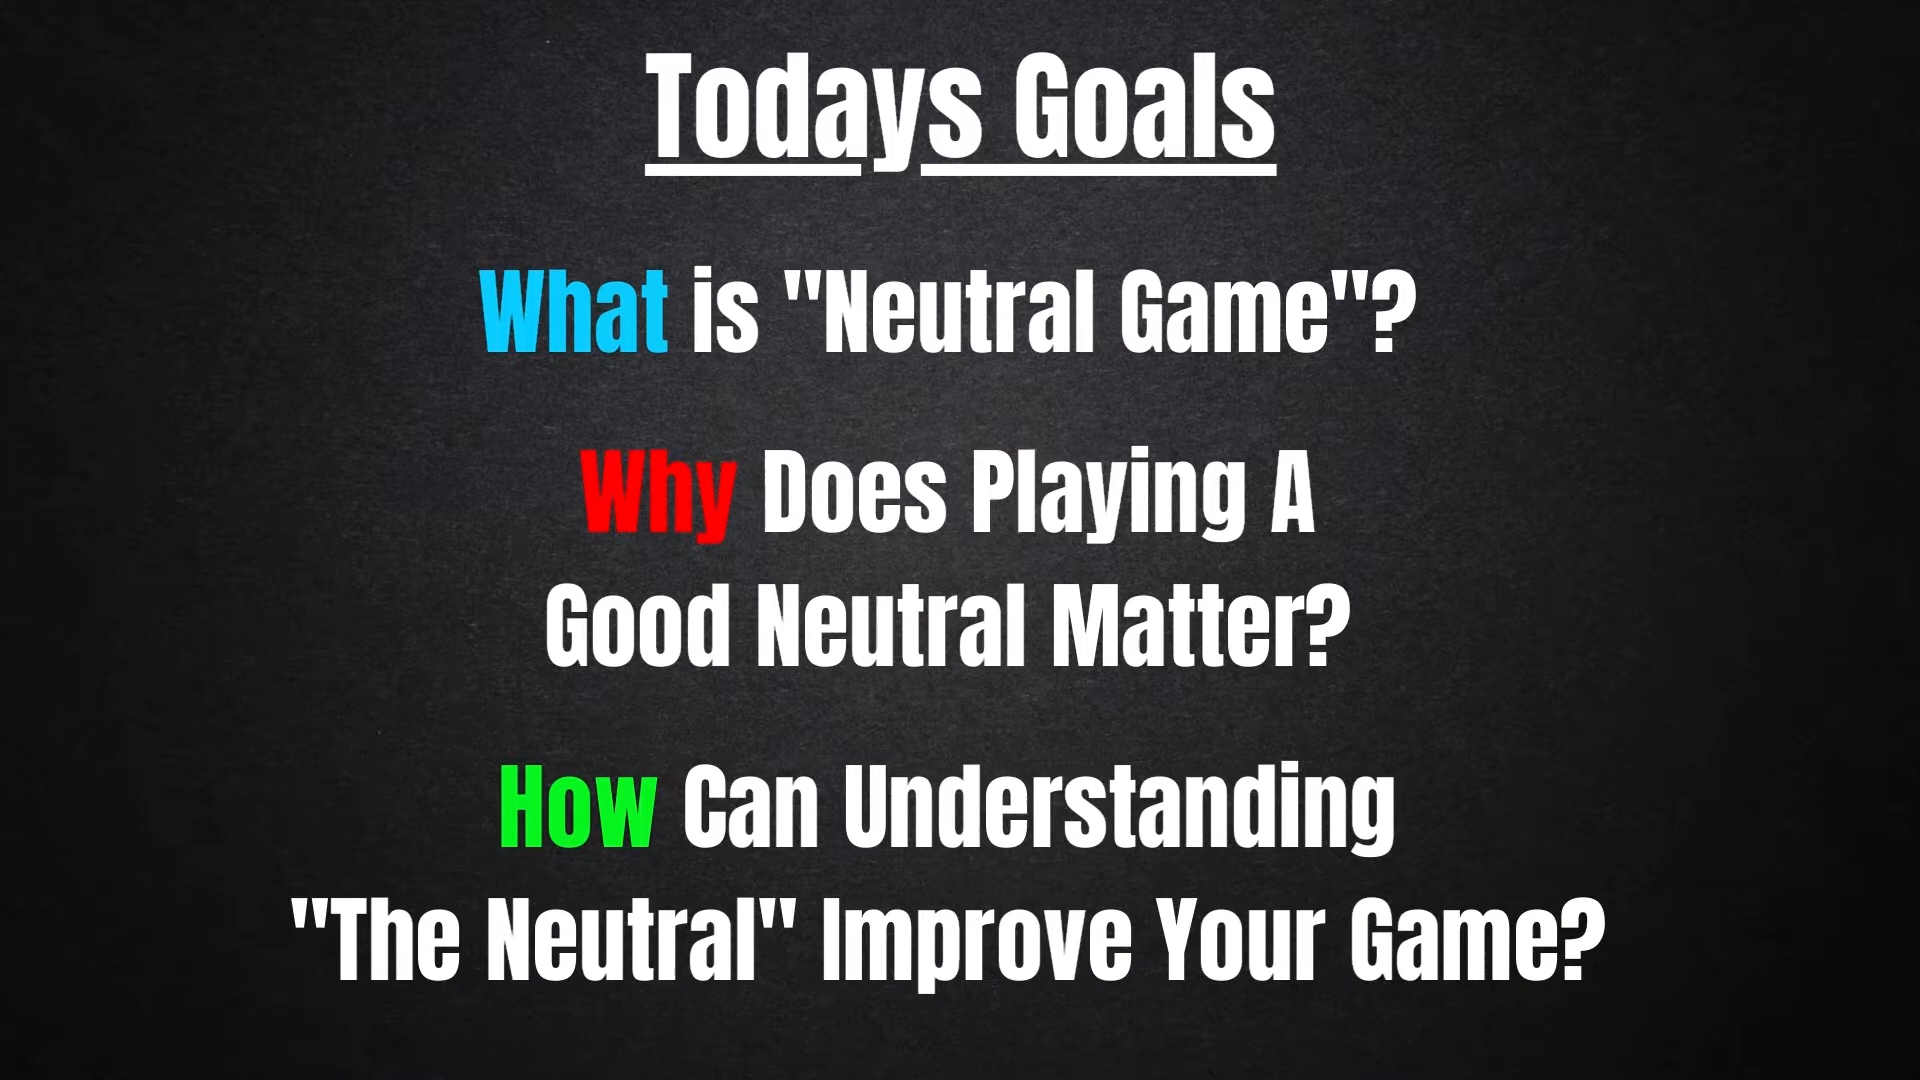 Todays Goals
What is "Neutral Game"?
Why Does Playing A
Good Neutral Matter?
How Can Understanding
"The Neutral" Improve Your Game?